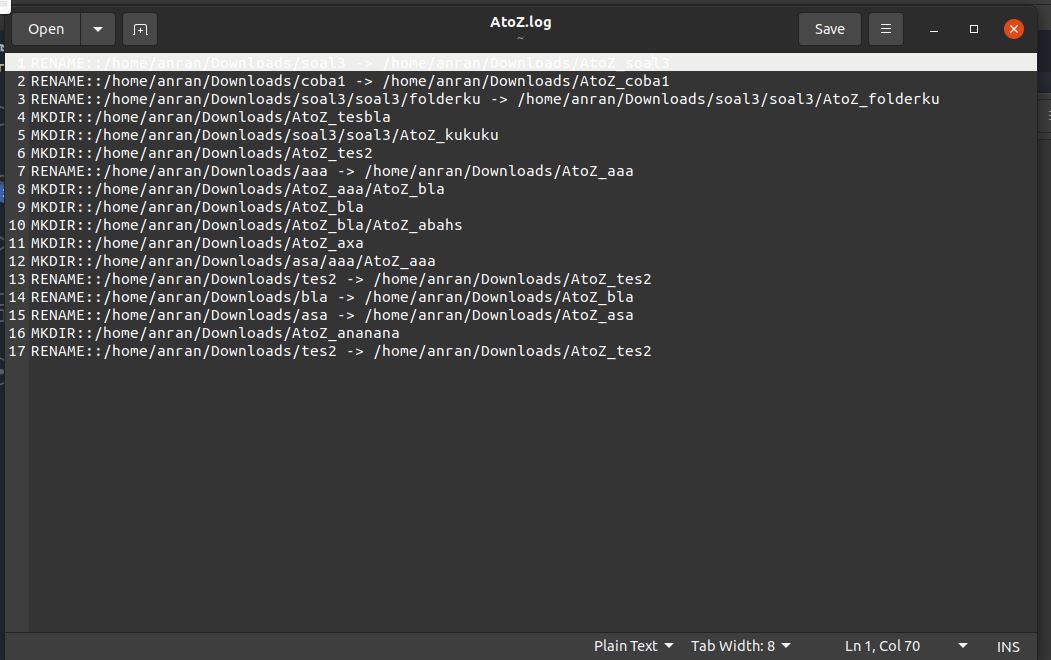 Open
AtoZ.log
~
Save
1 RENAME::/home/anran/Downloads/soal3 -> /home/anran/Downloads/AtoZ_soal3
2 RENAME::/home/anran/Downloads/coba1 -> /home/anran/Downloads/AtoZ_coba1
3 RENAME::/home/anran/Downloads/soal3/soal3/folderku -> /home/anran/Downloads/soal3/soal3/AtoZ_folderku
4 MKDIR::/home/anran/Downloads/AtoZ_tesbla
5 MKDIR::/home/anran/Downloads/soal3/soal3/AtoZ_kukuku
6 MKDIR::/home/anran/Downloads/AtoZ_tes2
7 RENAME::/home/anran/Downloads/aaa -> /home/anran/Downloads/AtoZ_aaa
8 MKDIR::/home/anran/Downloads/AtoZ_aaa/AtoZ_bla
9 MKDIR::/home/anran/Downloads/AtoZ_bla
10 MKDIR::/home/anran/Downloads/AtoZ_bla/AtoZ_abahs
11 MKDIR::/home/anran/Downloads/AtoZ_axa
12 MKDIR::/home/anran/Downloads/asa/aaa/AtoZ_aaa
13 RENAME::/home/anran/Downloads/tes2 -> /home/anran/Downloads/AtoZ_tes2
14 RENAME::/home/anran/Downloads/bla -> /home/anran/Downloads/AtoZ_bla
15 RENAME::/home/anran/Downloads/asa -> /home/anran/Downloads/AtoZ_asa
16 MKDIR::/home/anran/Downloads/AtoZ_ananana
17 RENAME::/home/anran/Downloads/tes2 -> /home/anran/Downloads/AtoZ_tes2
Plain Text Tab Width: 8 Ln 1, Col 70 INS